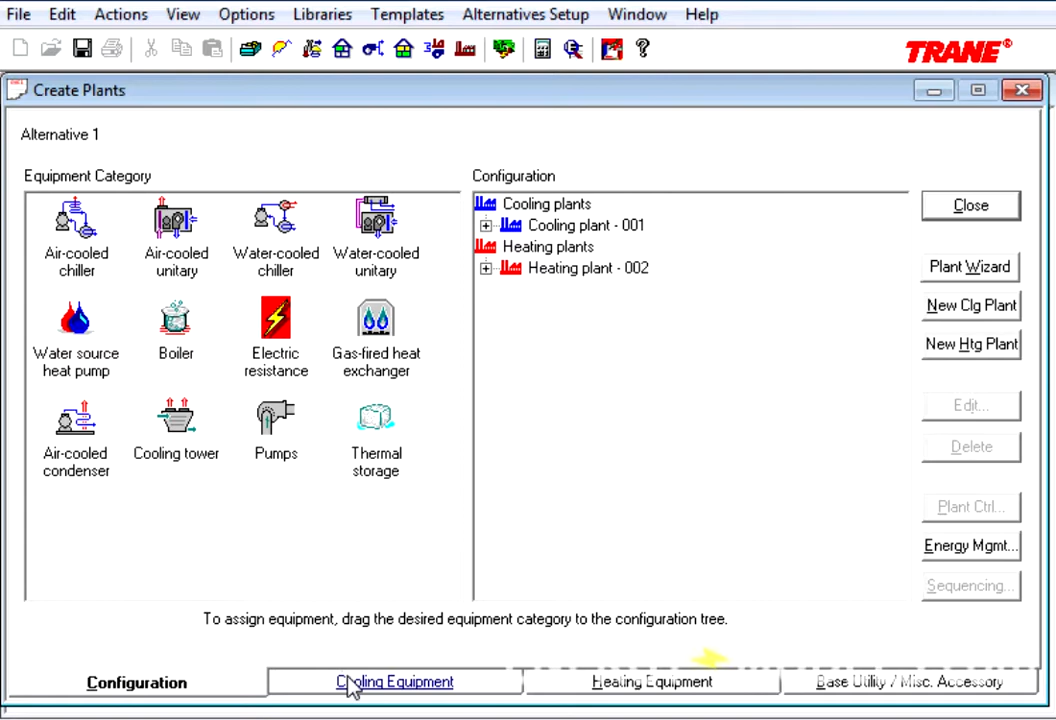 File Edit Actions View Options Libraries Templates Alternatives Setup Window Help
TRANE®
Create Plants
Alternative 1
Equipment Category
Configuration
Air-cooled chiller
Air-cooled unitary
Water-cooled chiller
Water-cooled unitary
Water source heat pump
Boiler
Electric resistance
Gas-fired heat exchanger
Air-cooled condenser
Cooling tower
Pumps
Thermal storage
Cooling plants
Cooling plant - 001
Heating plants
Heating plant - 002
Close
Plant Wizard
New Clg Plant
New Htg Plant
Edit...
Delete
Plant Ctrl...
Energy Mgmt...
Sequencing...
To assign equipment, drag the desired equipment category to the configuration tree.
Configuration
Cooling Equipment
Heating Equipment
Base Utility / Misc. Accessory